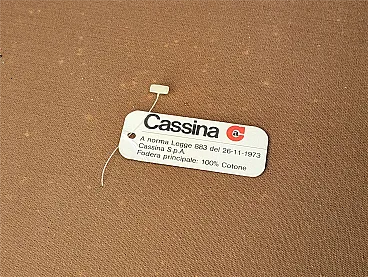 Cassina
A norma Legge 883 del 26-11-1973
Cassina S.p.A.
Fodera principale: 100% Cotone